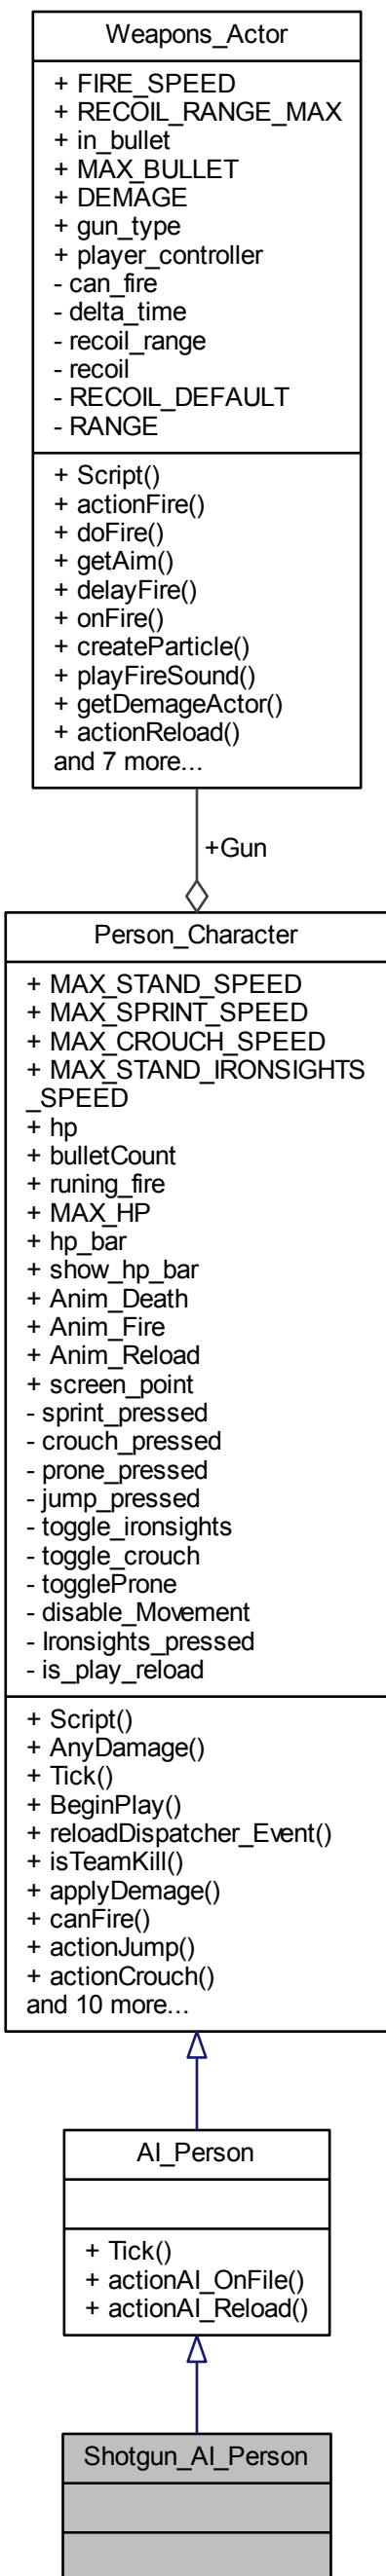 Weapons_Actor
+ FIRE_SPEED
+ RECOIL_RANGE_MAX
+ in_bullet
+ MAX_BULLET
+ DEMAGE
+ gun_type
+ player_controller
- can_fire
- delta_time
- recoil_range
- recoil
- RECOIL_DEFAULT
- RANGE
+ Script()
+ actionFire()
+ doFire()
+ getAim()
+ delayFire()
+ onFire()
+ createParticle()
+ playFireSound()
+ getDemageActor()
+ actionReload()
and 7 more...
+Gun
Person_Character
+ MAX_STAND_SPEED
+ MAX_SPRINT_SPEED
+ MAX_CROUCH_SPEED
+ MAX_STAND_IRONSIGHTS
_SPEED
+ hp
+ bulletCount
+ runing_fire
+ MAX_HP
+ hp_bar
+ show_hp_bar
+ Anim_Death
+ Anim_Fire
+ Anim_Reload
+ screen_point
- sprint_pressed
- crouch_pressed
- prone_pressed
- jump_pressed
- toggle_ironsights
- toggle_crouch
- toggleProne
- disable_Movement
- Ironsights_pressed
- is_play_reload
+ Script()
+ AnyDamage()
+ Tick()
+ BeginPlay()
+ reloadDispatcher_Event()
+ isTeamKill()
+ applyDemage()
+ canFire()
+ actionJump()
+ actionCrouch()
and 10 more...
AI_Person
+ Tick()
+ actionAI_OnFile()
+ actionAI_Reload()
Shotgun_AI_Person